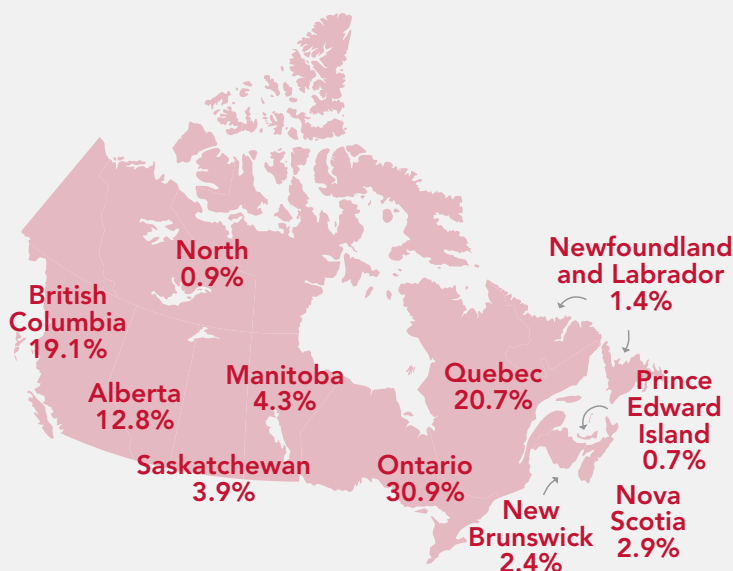 North
0.9%
British
Columbia
19.1%
Alberta
12.8%
Saskatchewan
3.9%
Manitoba
4.3%
Ontario
30.9%
Quebec
20.7%
Newfoundland
and Labrador
1.4%
Prince
Edward
Island
0.7%
Nova
Scotia
2.9%
New
Brunswick
2.4%